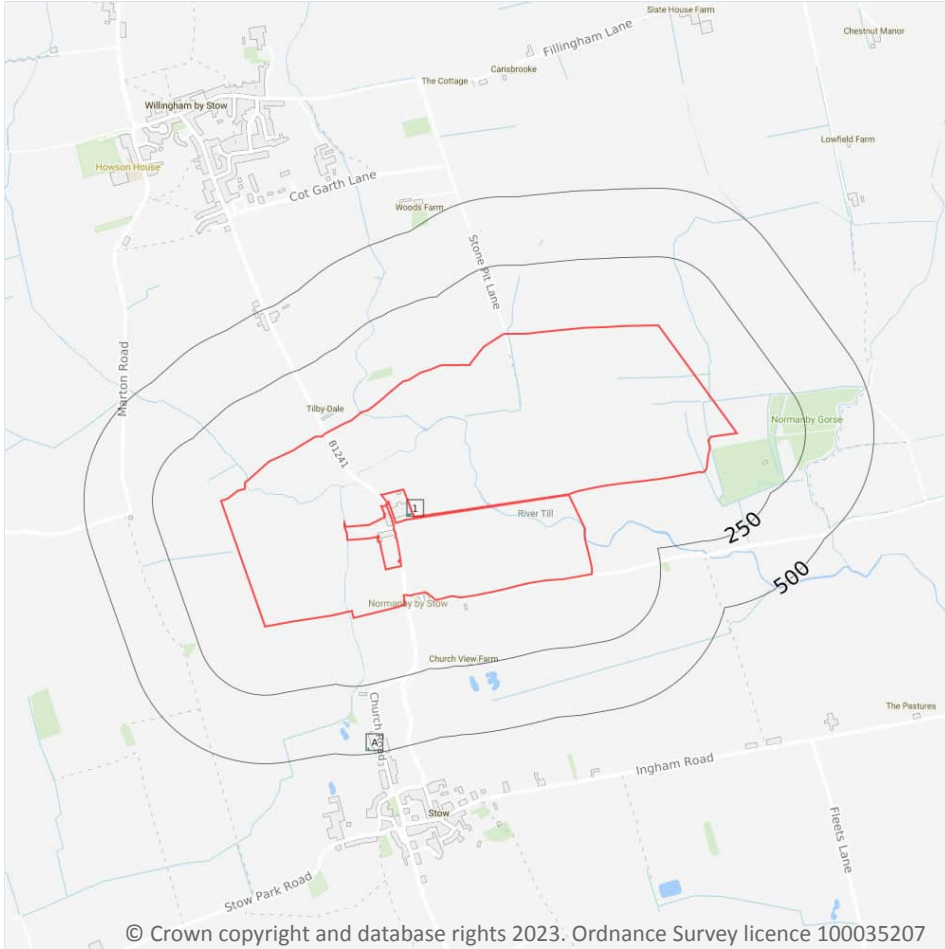 Slate House Farm
Chestnut Manor
Fillingham Lane
Carisbrooke
The Cottage
Willingham by Stow
Lowfield Farm
Howson House
Cot Garth Lane
Woods Farm
Stone Pit Lane
Marton Road
Tilby-Dale
Normanby Gorse
B1241
1
River Till
250
500
Normanby by Stow
Church View Farm
Church Road
The Pastures
A
Ingham Road
Stow
Fleets Lane
Stow Park Road
© Crown copyright and database rights 2023. Ordnance Survey licence 100035207